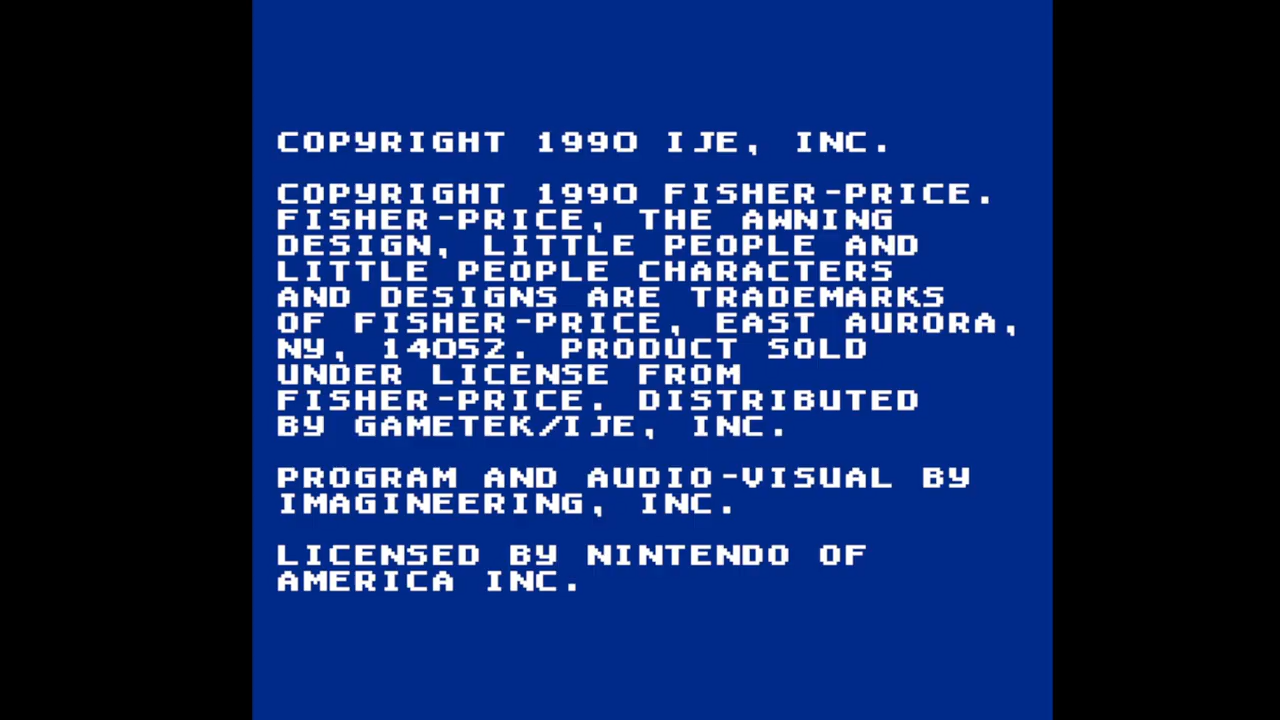 COPYRIGHT 1990 IJE, INC.
COPYRIGHT 1990 FISHER-PRICE.
FISHER-PRICE, THE AWNING
DESIGN, LITTLE PEOPLE AND
LITTLE PEOPLE CHARACTERS
AND DESIGNS ARE TRADEMARKS
OF FISHER-PRICE, EAST AURORA,
NY, 14052. PRODUCT SOLD
UNDER LICENSE FROM
FISHER-PRICE. DISTRIBUTED
BY GAMETEK/IJE, INC.
PROGRAM AND AUDIO-VISUAL BY
IMAGINEERING, INC.
LICENSED BY NINTENDO OF
AMERICA INC.